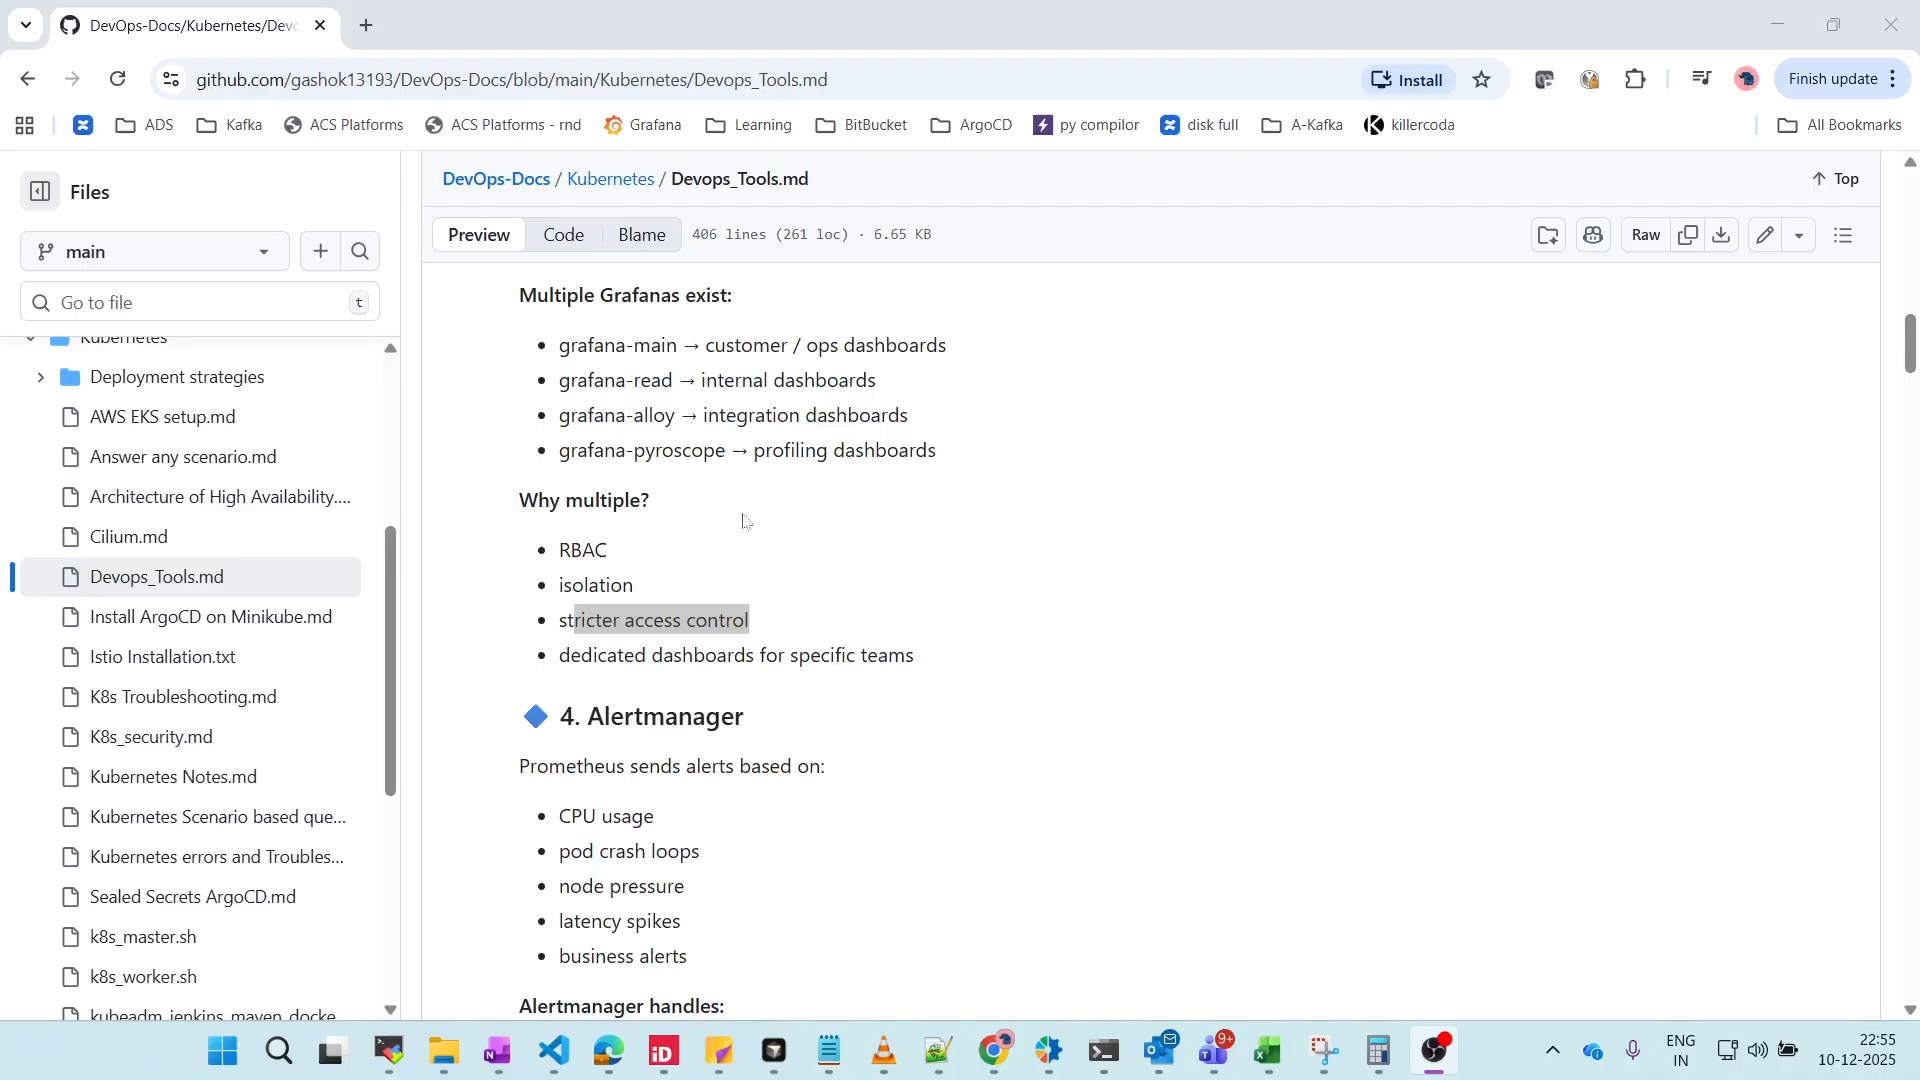 DevOps-Docs/Kubernetes/Devo
github.com/gashok13193/DevOps-Docs/blob/main/Kubernetes/Devops_Tools.md
Install
Finish update
ADS
Kafka
ACS Platforms
ACS Platforms - rnd
Grafana
Learning
BitBucket
ArgoCD
py compilor
disk full
A-Kafka
killercoda
All Bookmarks
Files
main
Go to file
t
Kubernetes
Deployment strategies
AWS EKS setup.md
Answer any scenario.md
Architecture of High Availability....
Cilium.md
Devops_Tools.md
Install ArgoCD on Minikube.md
Istio Installation.txt
K8s Troubleshooting.md
K8s_security.md
Kubernetes Notes.md
Kubernetes Scenario based que...
Kubernetes errors and Troubles...
Sealed Secrets ArgoCD.md
k8s_master.sh
k8s_worker.sh
kubeadm_jenkins_maven_docke...
DevOps-Docs / Kubernetes / Devops_Tools.md
Top
Preview
Code
Blame
406 lines (261 loc) · 6.65 KB
Raw
Multiple Grafanas exist:
• grafana-main → customer / ops dashboards
• grafana-read → internal dashboards
• grafana-alloy → integration dashboards
• grafana-pyroscope → profiling dashboards
Why multiple?
• RBAC
• isolation
• stricter access control
• dedicated dashboards for specific teams
🔷 4. Alertmanager
Prometheus sends alerts based on:
• CPU usage
• pod crash loops
• node pressure
• latency spikes
• business alerts
Alertmanager handles:
iD
9+
ENG
IN
22:55
10-12-2025